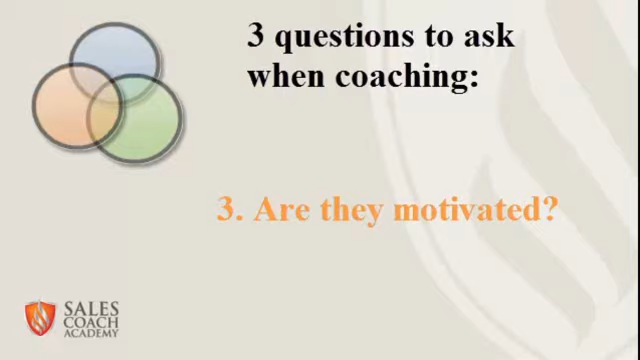 3 questions to ask
when coaching:
3. Are they motivated?
SALES
COACH
ACADEMY